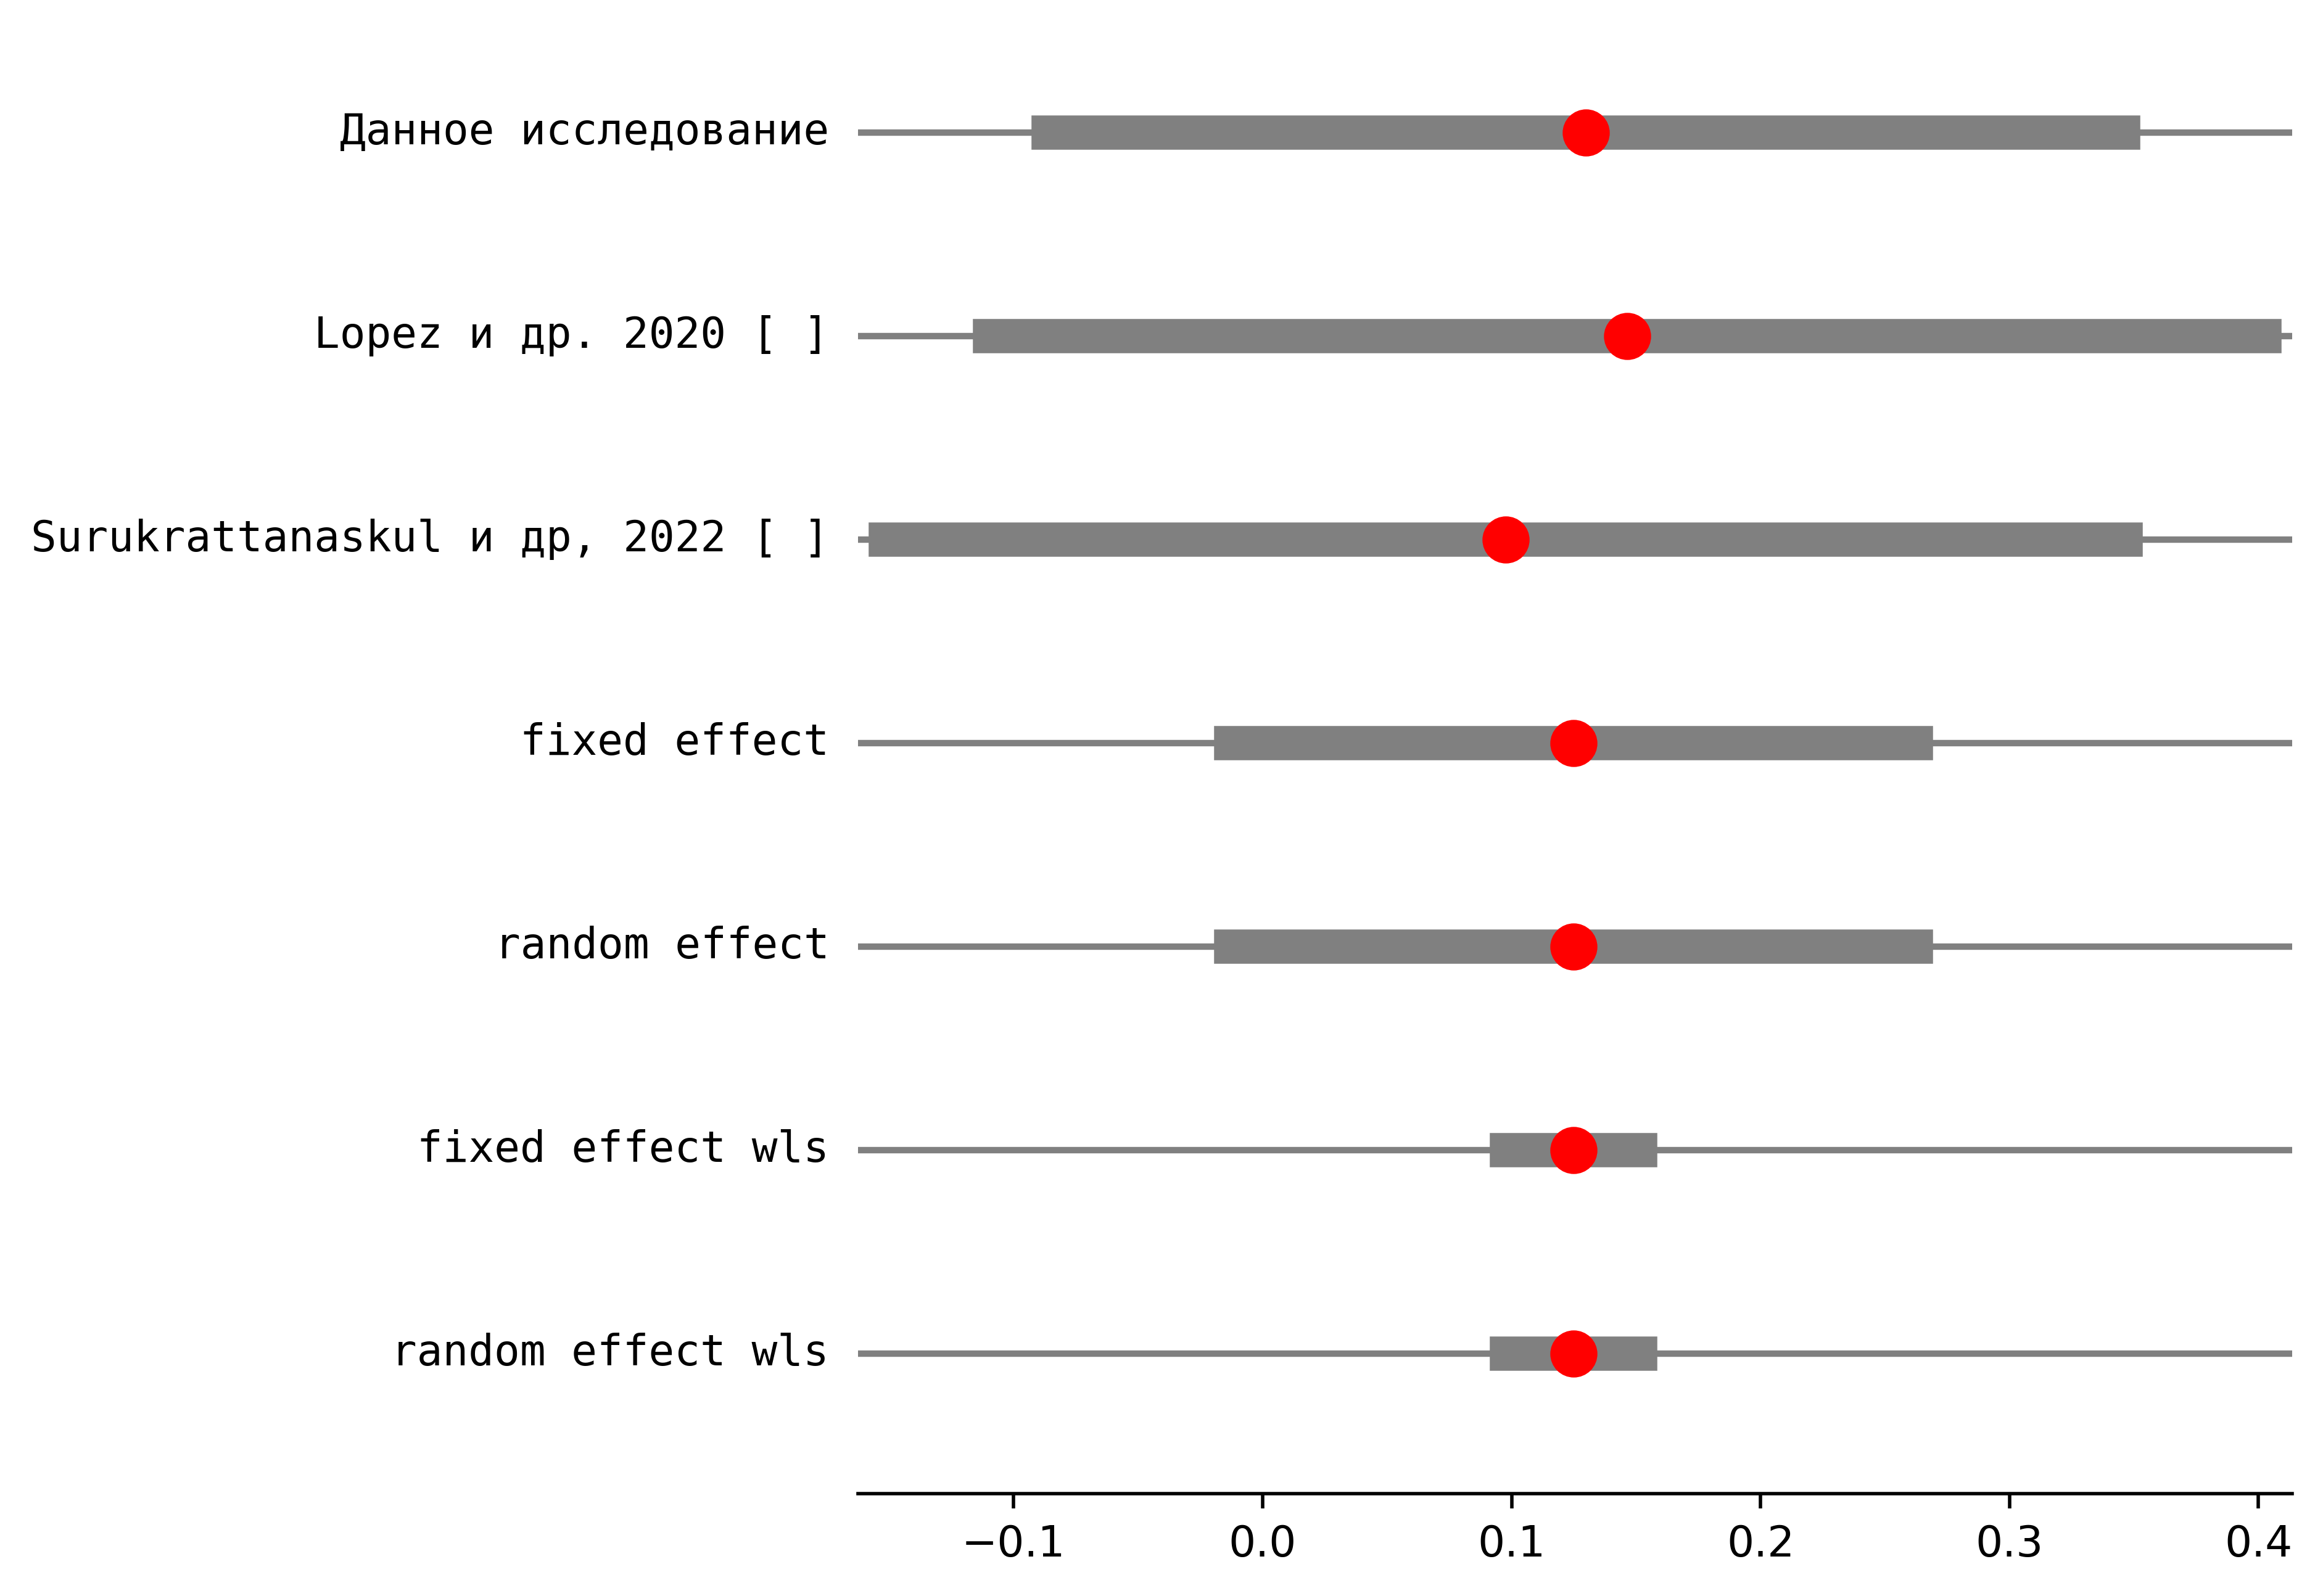 Данное исследование
Lopez и др. 2020 [ ]
Surukrattanaskul и др, 2022 [ ]
fixed effect
random effect
fixed effect wls
random effect wls
−0.1 0.0 0.1 0.2 0.3 0.4